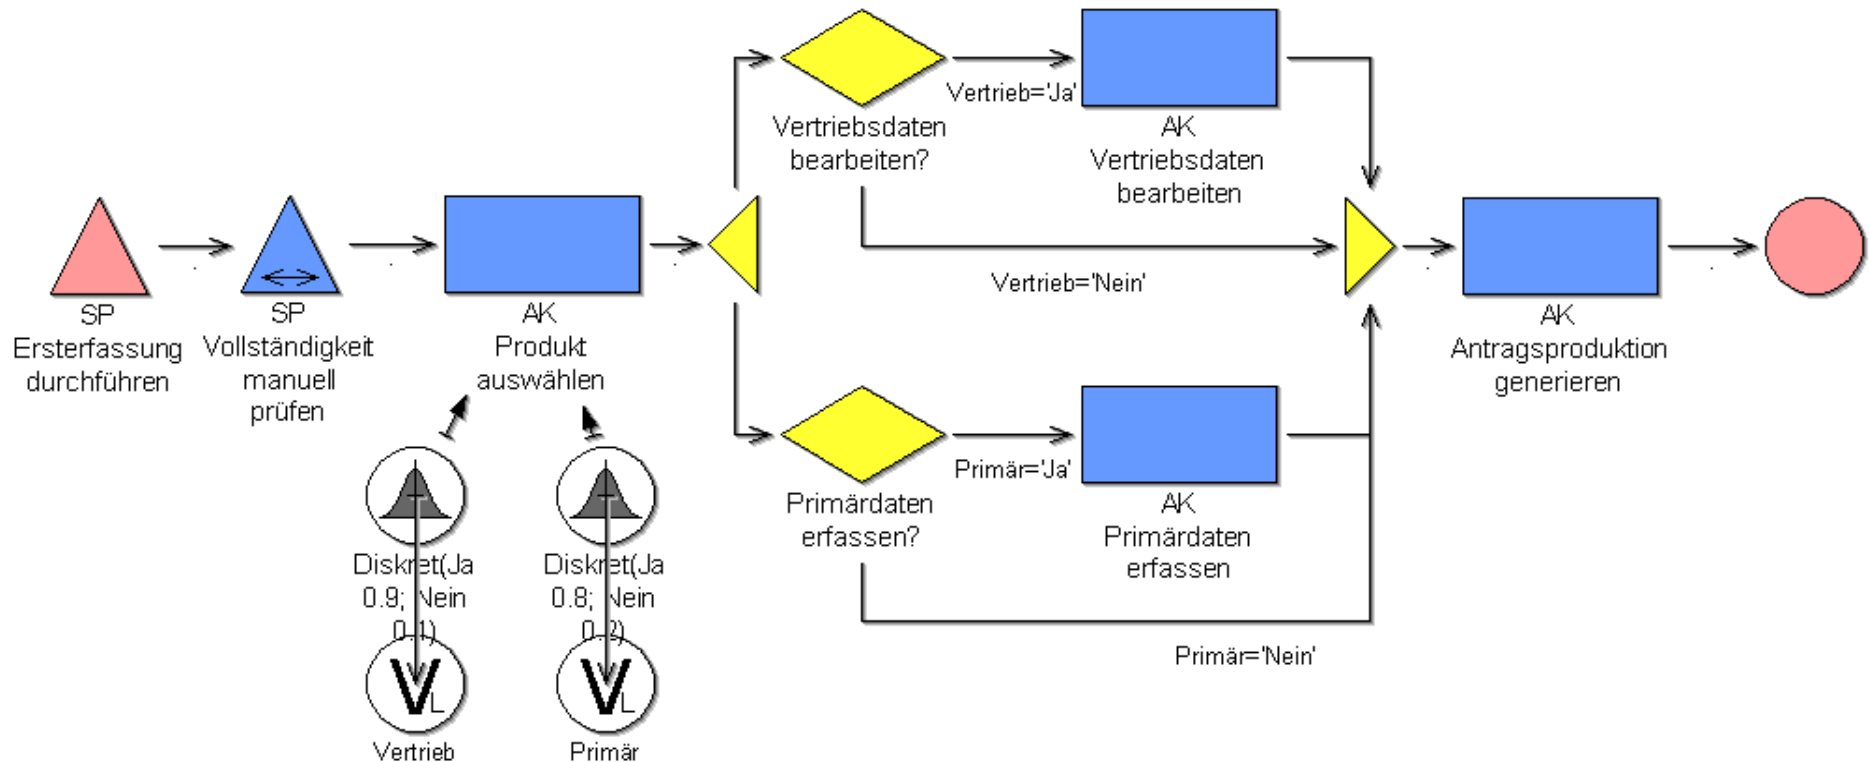 SP
Ersterfassung
durchführen
SP
Vollständigkeit
manuell
prüfen
AK
Produkt
auswählen
Diskret(Ja
0.9; Nein
0.1)
Vertrieb
Diskret(Ja
0.8; Nein
0.2)
Primär
VL
VL
Vertriebsdaten
bearbeiten?
Vertrieb='Ja'
AK
Vertriebsdaten
bearbeiten
Vertrieb='Nein'
Primärdaten
erfassen?
Primär='Ja'
AK
Primärdaten
erfassen
Primär='Nein'
AK
Antragsproduktion
generieren